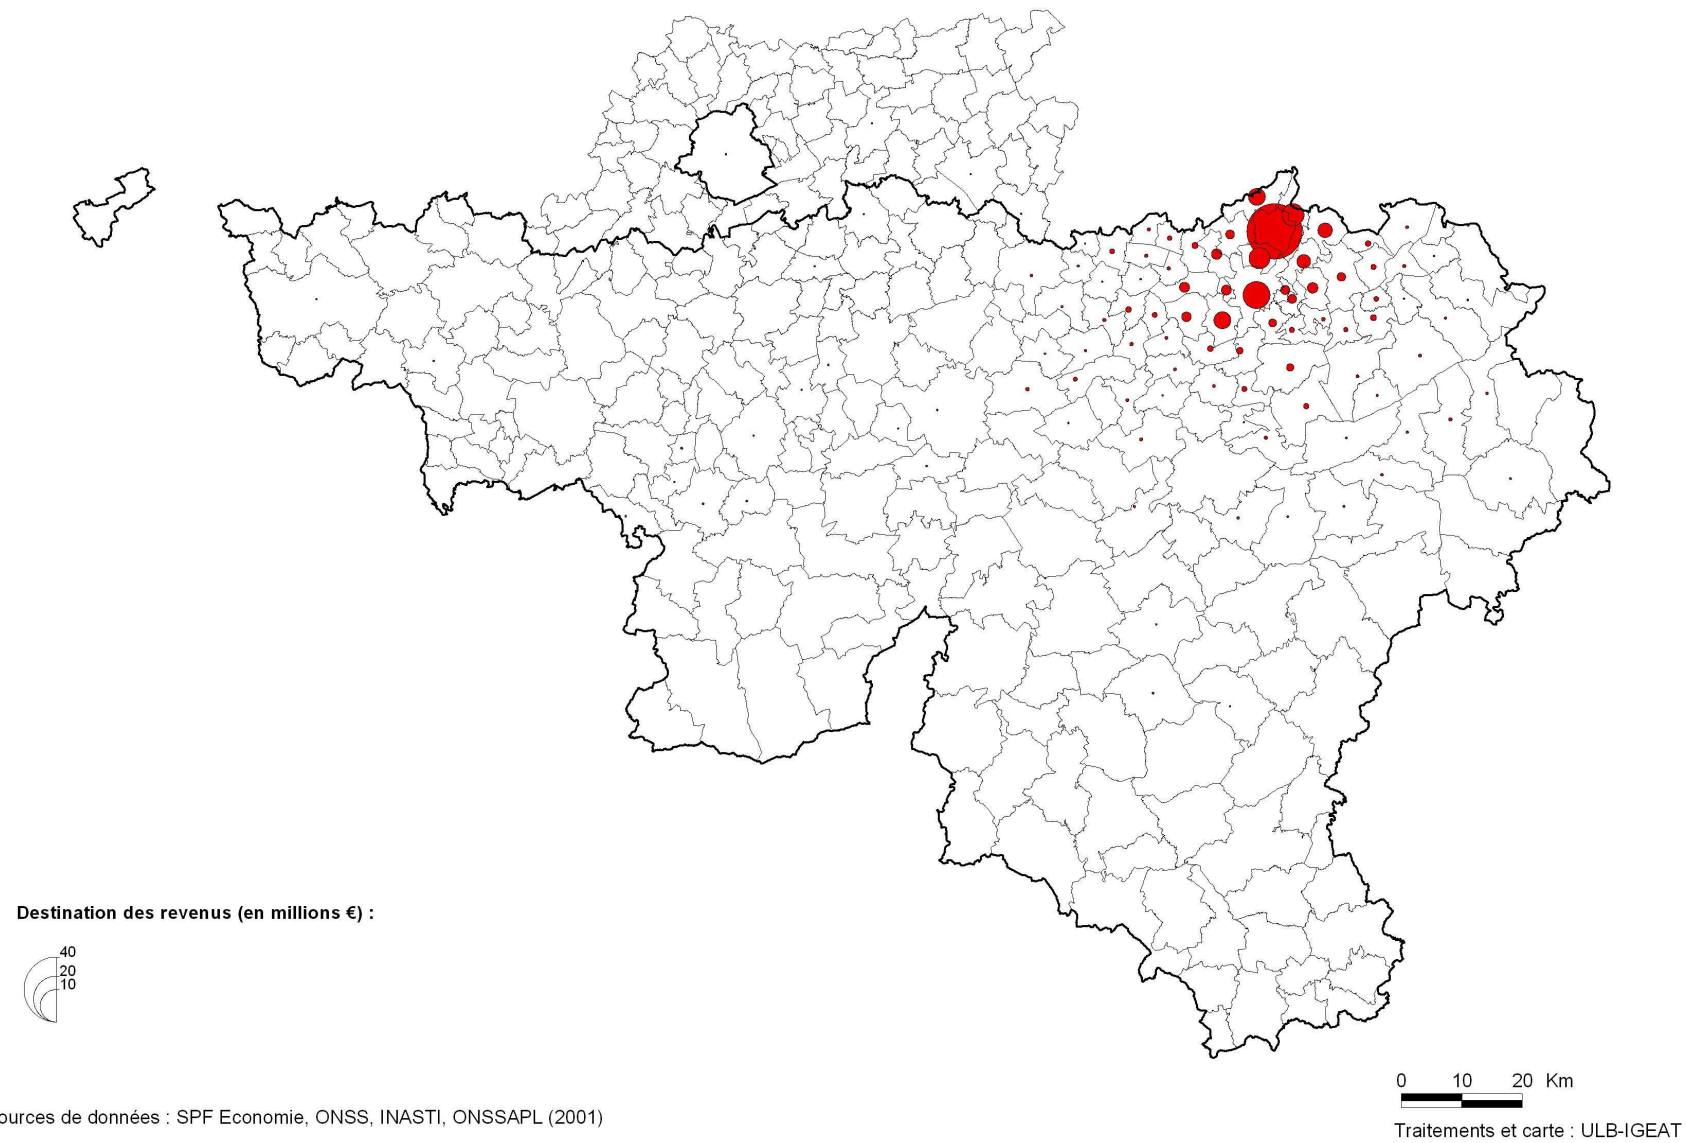 Destination des revenus (en millions €) :
40
20
10
0 10 20 Km
ources de données : SPF Economie, ONSS, INASTI, ONSSAPL (2001)
Traitements et carte : ULB-IGEAT